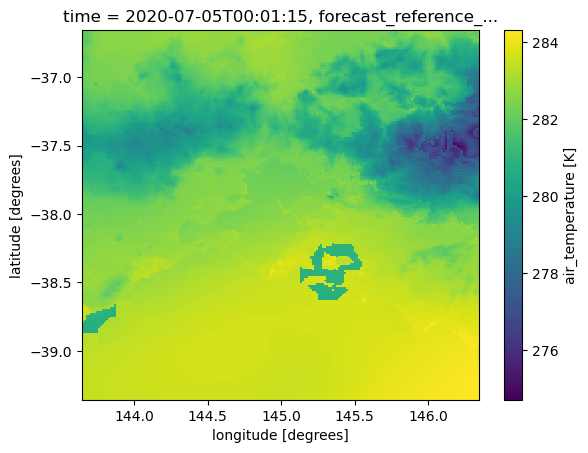 time = 2020-07-05T00:01:15, forecast_reference_...
−37.0
−37.5
−38.0
−38.5
−39.0
latitude [degrees]
144.0 144.5 145.0 145.5 146.0
longitude [degrees]
284
282
280
278
276
air_temperature [K]